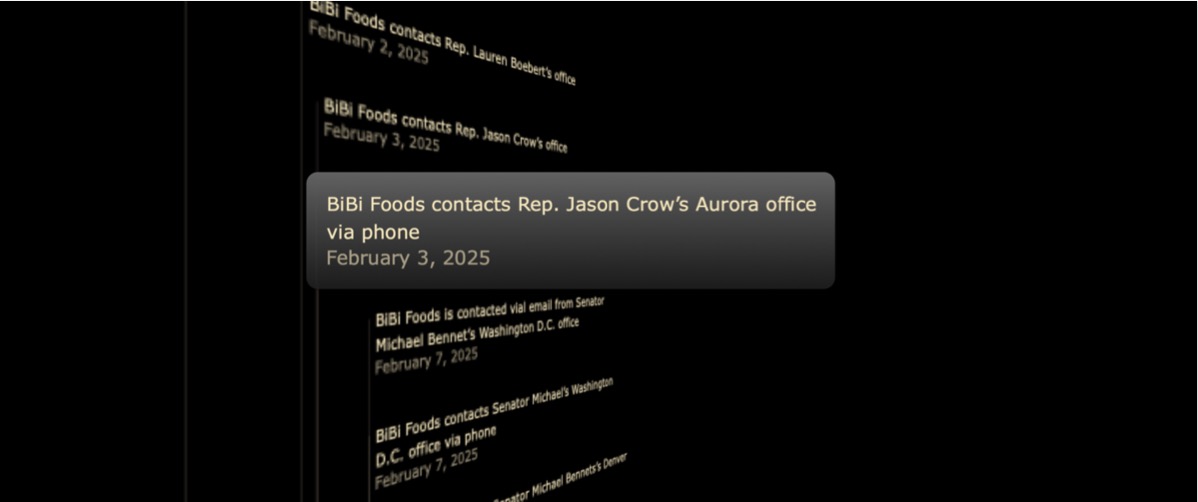 BiBi Foods contacts Rep. Lauren Boebert's office
February 2, 2025
BiBi Foods contacts Rep. Jason Crow's office
February 3, 2025
BiBi Foods contacts Rep. Jason Crow’s Aurora office
via phone
February 3, 2025
BiBi Foods is contacted vial email from Senator
Michael Bennet's Washington D.C. office
February 7, 2025
BiBi Foods contacts Senator Michael's Washington
D.C. office via phone
February 7, 2025
Senator Michael Bennets's Denver